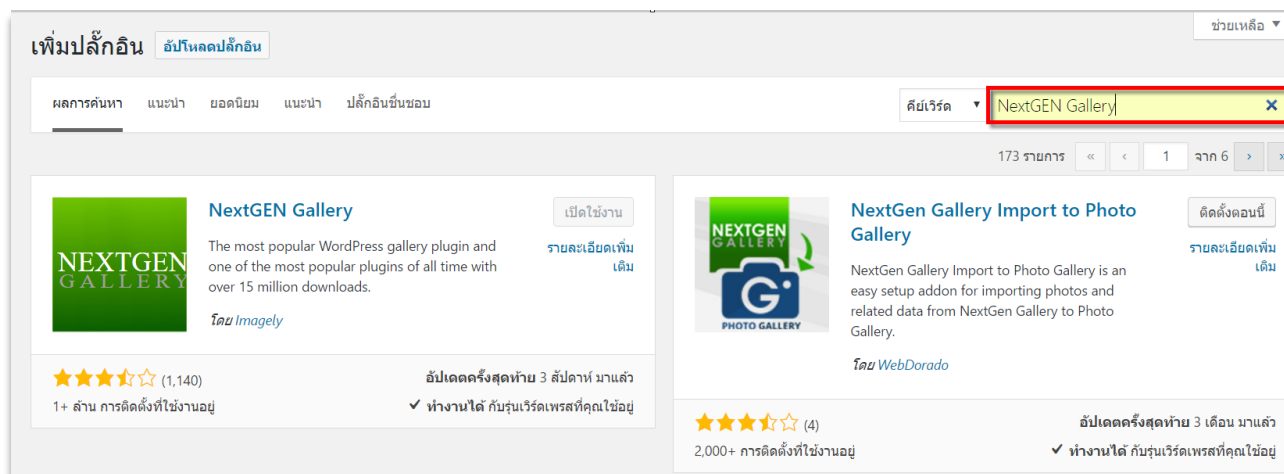 ช่วยเหลือ ▼
เพิ่มปลั๊กอิน อัปโหลดปลั๊กอิน
ผลการค้นหา แนะนำ ยอดนิยม แนะนำ ปลั๊กอินชื่นชอบ คีย์เวิร์ด ▼ NextGEN Gallery ×
173 รายการ « ‹ 1 จาก 6 › »
NEXTGEN
GALLERY
NextGEN Gallery
เปิดใช้งาน
The most popular WordPress gallery plugin and
one of the most popular plugins of all time with
over 15 million downloads.
รายละเอียดเพิ่ม
เติม
โดย Imagely
(1,140)
อัปเดตครั้งสุดท้าย 3 สัปดาห์ มาแล้ว
1+ ล้าน การติดตั้งที่ใช้งานอยู่
✓ ทำงานได้ กับรุ่นเวิร์ดเพรสที่คุณใช้อยู่
NEXTGEN
GALLERY
G
PHOTO GALLERY
NextGen Gallery Import to Photo
Gallery
ติดตั้งตอนนี้
รายละเอียดเพิ่ม
เติม
NextGen Gallery Import to Photo Gallery is an
easy setup addon for importing photos and
related data from NextGen Gallery to Photo
Gallery.
โดย WebDorado
(4)
อัปเดตครั้งสุดท้าย 3 เดือน มาแล้ว
2,000+ การติดตั้งที่ใช้งานอยู่
✓ ทำงานได้ กับรุ่นเวิร์ดเพรสที่คุณใช้อยู่